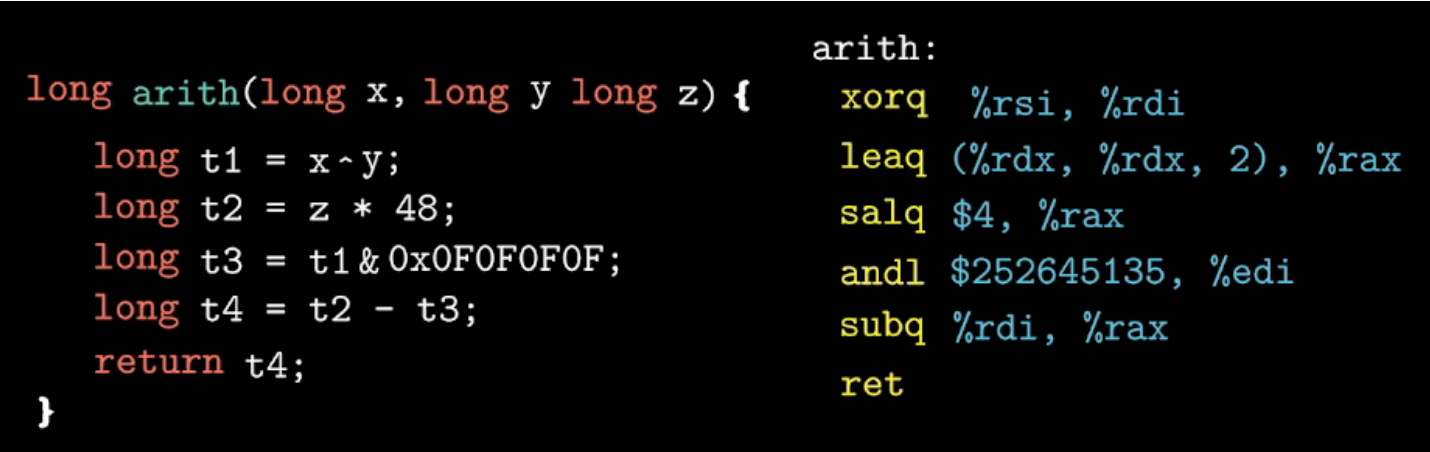 long arith(long x, long y long z) {
long t1 = x^y;
long t2 = z * 48;
long t3 = t1 & 0x0F0F0F0F;
long t4 = t2 - t3;
return t4;
}
arith:
xorq %rsi, %rdi
leaq (%rdx, %rdx, 2), %rax
salq $4, %rax
andl $252645135, %edi
subq %rdi, %rax
ret